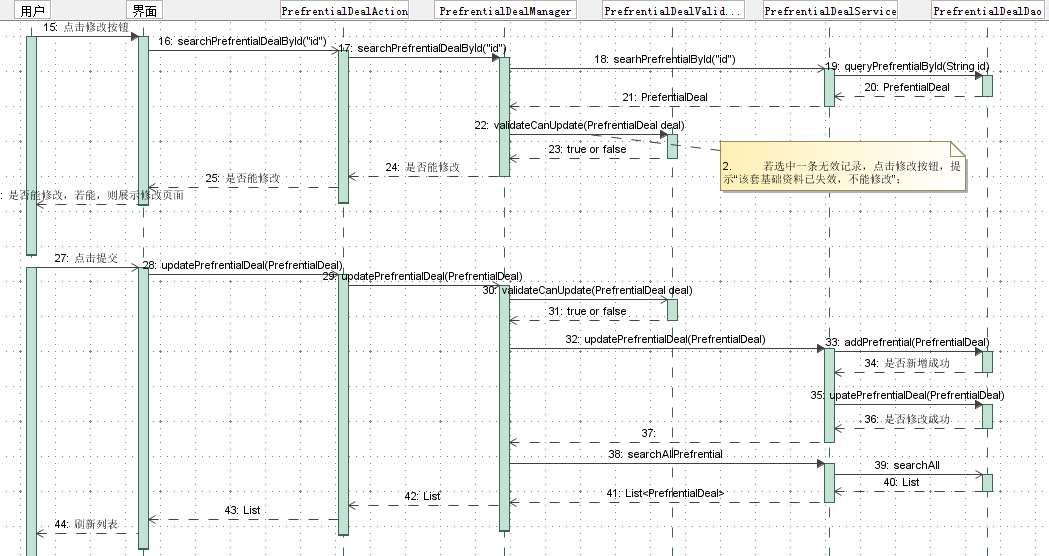 用户
界面
PrefrentialDealAction
PrefrentialDealManager
PrefrentialDealValid...
PrefrentialDealService
PrefrentialDealDao
15: 点击修改按钮
16: searchPrefrentialDealById("id")
17: searchPrefrentialDealById("id")
18: searhPrefrentialById("id")
19: queryPrefrentialById(String id)
20: PrefentialDeal
21: PrefentialDeal
22: validateCanUpdate(PrefrentialDeal deal)
23: true or false
24: 是否能修改
25: 是否能修改
: 是否能修改，若能，则展示修改页面
2. 若选中一条无效记录，点击修改按钮，提
示“该套基础资料已失效，不能修改”；
27: 点击提交
28: updatePrefrentialDeal(PrefrentialDeal)
29: updatePrefrentialDeal(PrefrentialDeal)
30: validateCanUpdate(PrefrentialDeal deal)
31: true or false
32: updatePrefrentialDeal(PrefrentialDeal)
33: addPrefrential(PrefrentialDeal)
34: 是否新增成功
35: upatePrefrentialDeal(PrefrentialDeal)
36: 是否修改成功
37:
38: searchAllPrefrential
39: searchAll
40: List
41: List<PrefrentialDeal>
42: List
43: List
44: 刷新列表